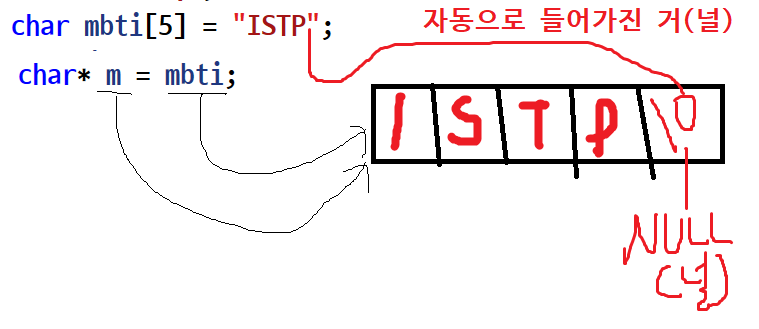 char mbti[5] = "ISTP";
자동으로 들어가진 거(널)
char* m = mbti;
I S T P \0
NULL
(널)